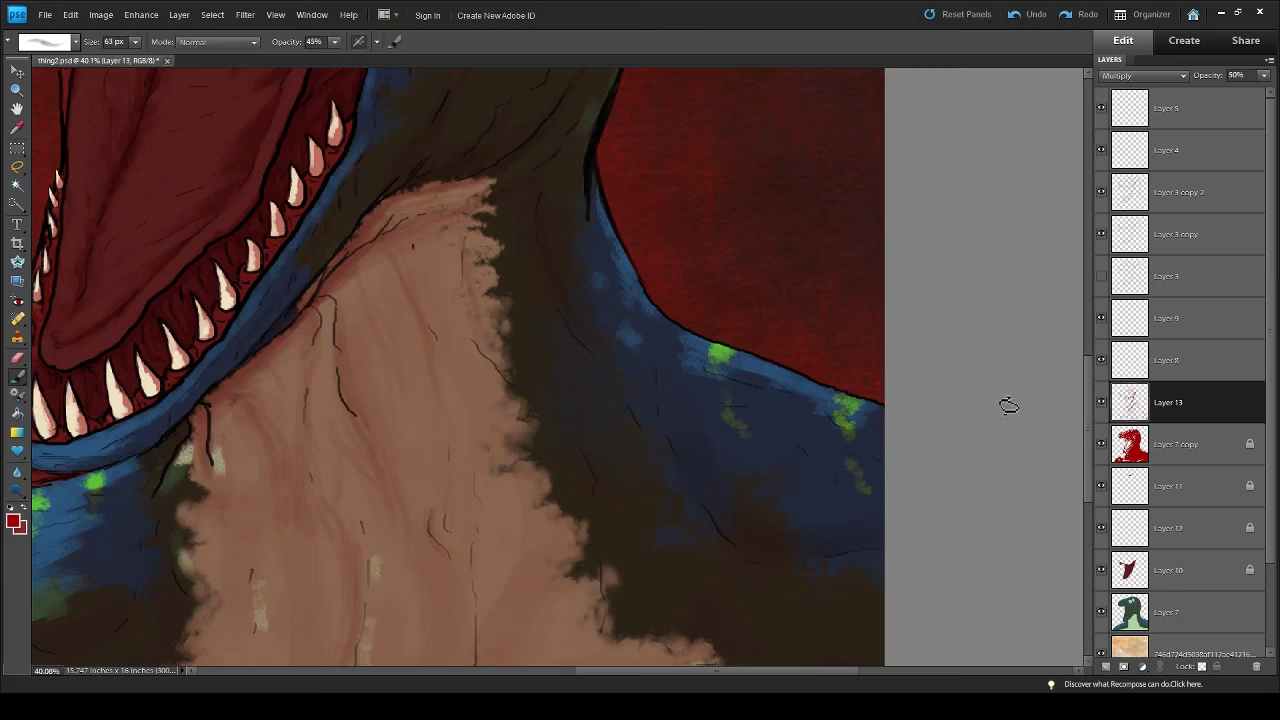 pse File Edit Image Enhance Layer Select Filter View Window Help Sign In Create New Adobe ID Reset Panels Undo Redo Organizer
Size: 63 px Mode: Normal Opacity: 45% Edit Create Share
thing2.psd @ 40.1% (Layer 13, RGB/8) * × LAYERS
Multiply Opacity: 50%
Layer 5
Layer 4
Layer 3 copy 2
Layer 3 copy
Layer 3
Layer 9
Layer 8
Layer 13
Layer 7 copy
Layer 11
Layer 12
Layer 10
Layer 7
40.08% 15.747 inches x 16 inches (300... Lock:
Discover what Recompose can do.Click here.